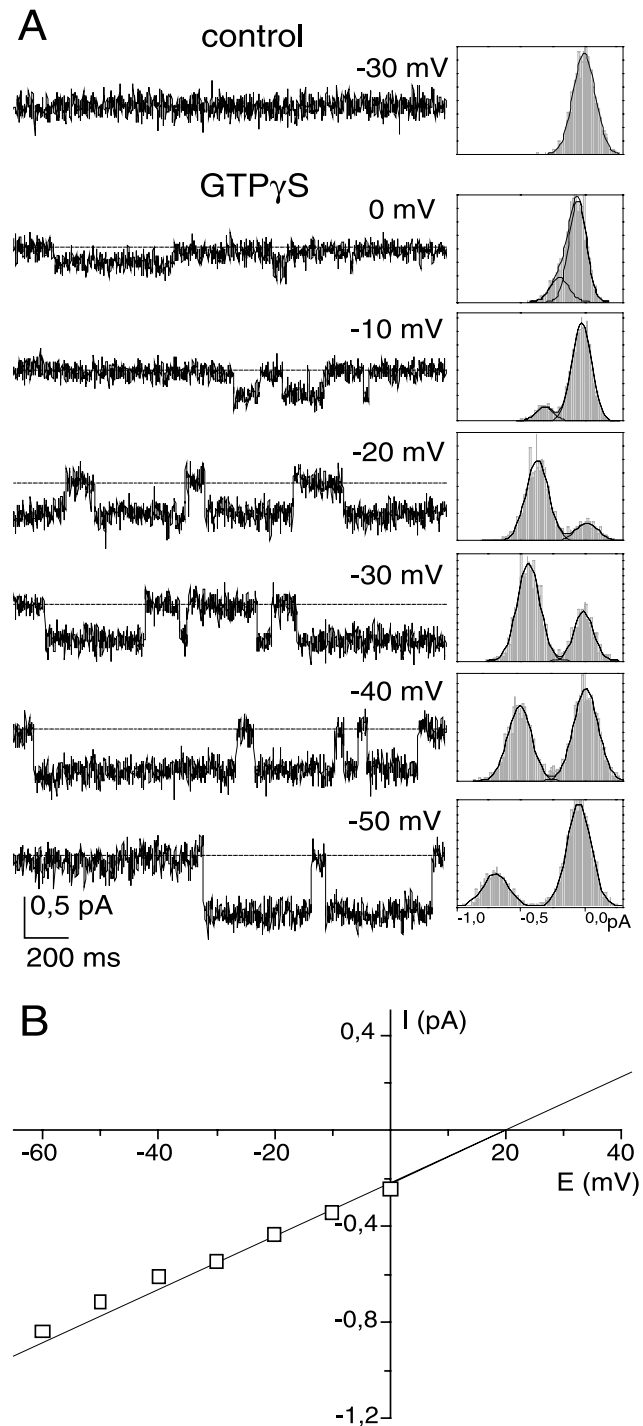 A
control
-30 mV
GTPγS
0 mV
-10 mV
-20 mV
-30 mV
-40 mV
-50 mV
0,5 pA
200 ms
-1,0 -0,5 0,0 pA
B
I (pA)
0,4
-60 -40 -20 20 40
E (mV)
-0,4
-0,8
-1,2